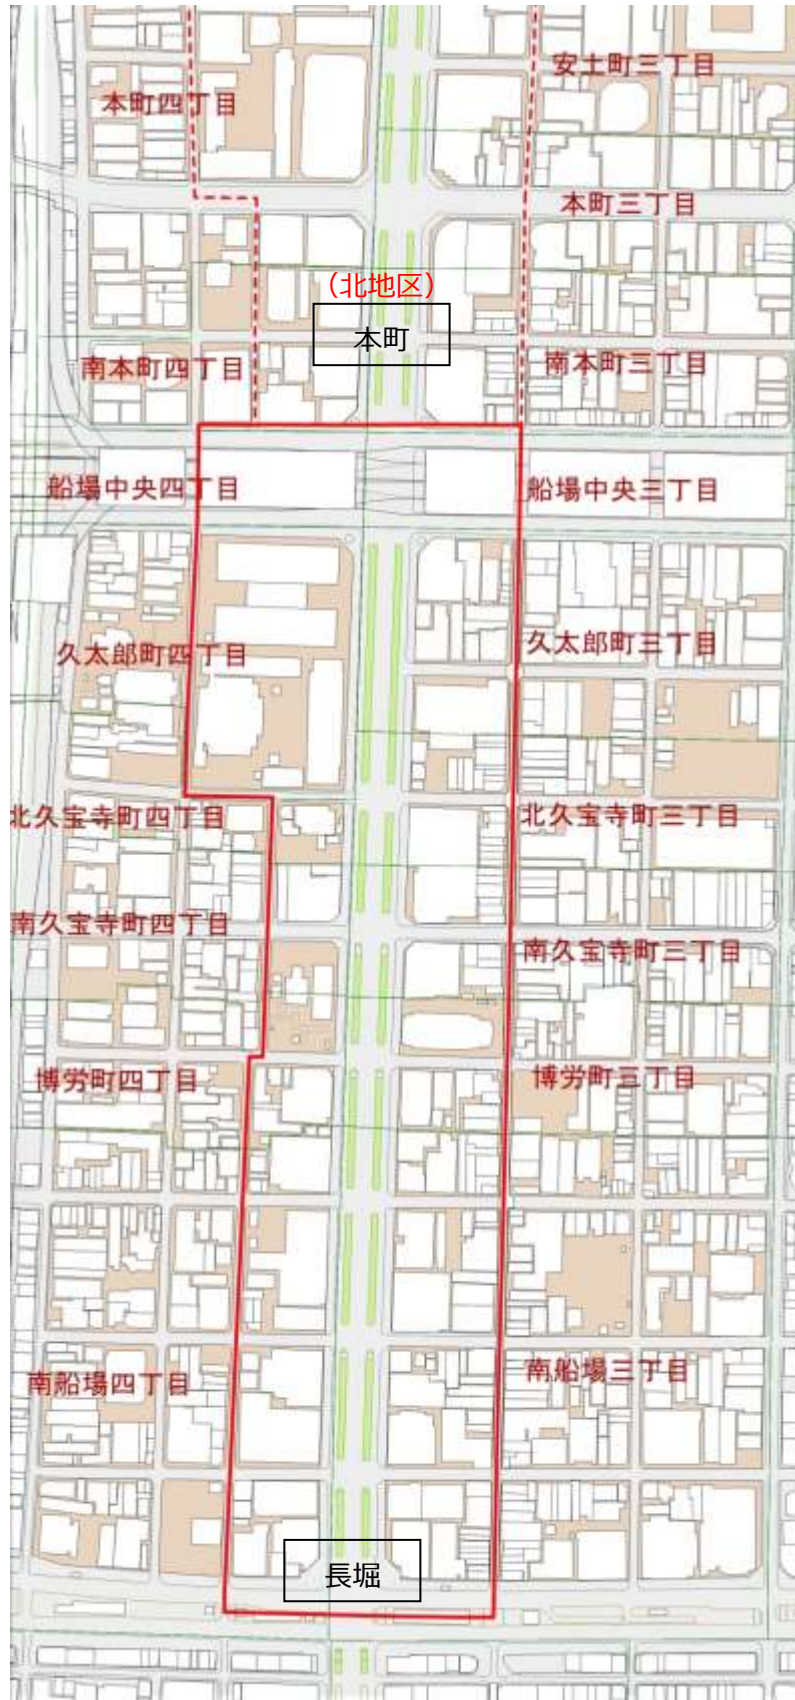 安土町三丁目
本町四丁目
本町三丁目
（北地区）
本町
南本町四丁目
南本町三丁目
船場中央四丁目
船場中央三丁目
久太郎町四丁目
久太郎町三丁目
北久宝寺町四丁目
北久宝寺町三丁目
南久宝寺町四丁目
南久宝寺町三丁目
博労町四丁目
博労町三丁目
南船場四丁目
南船場三丁目
長堀